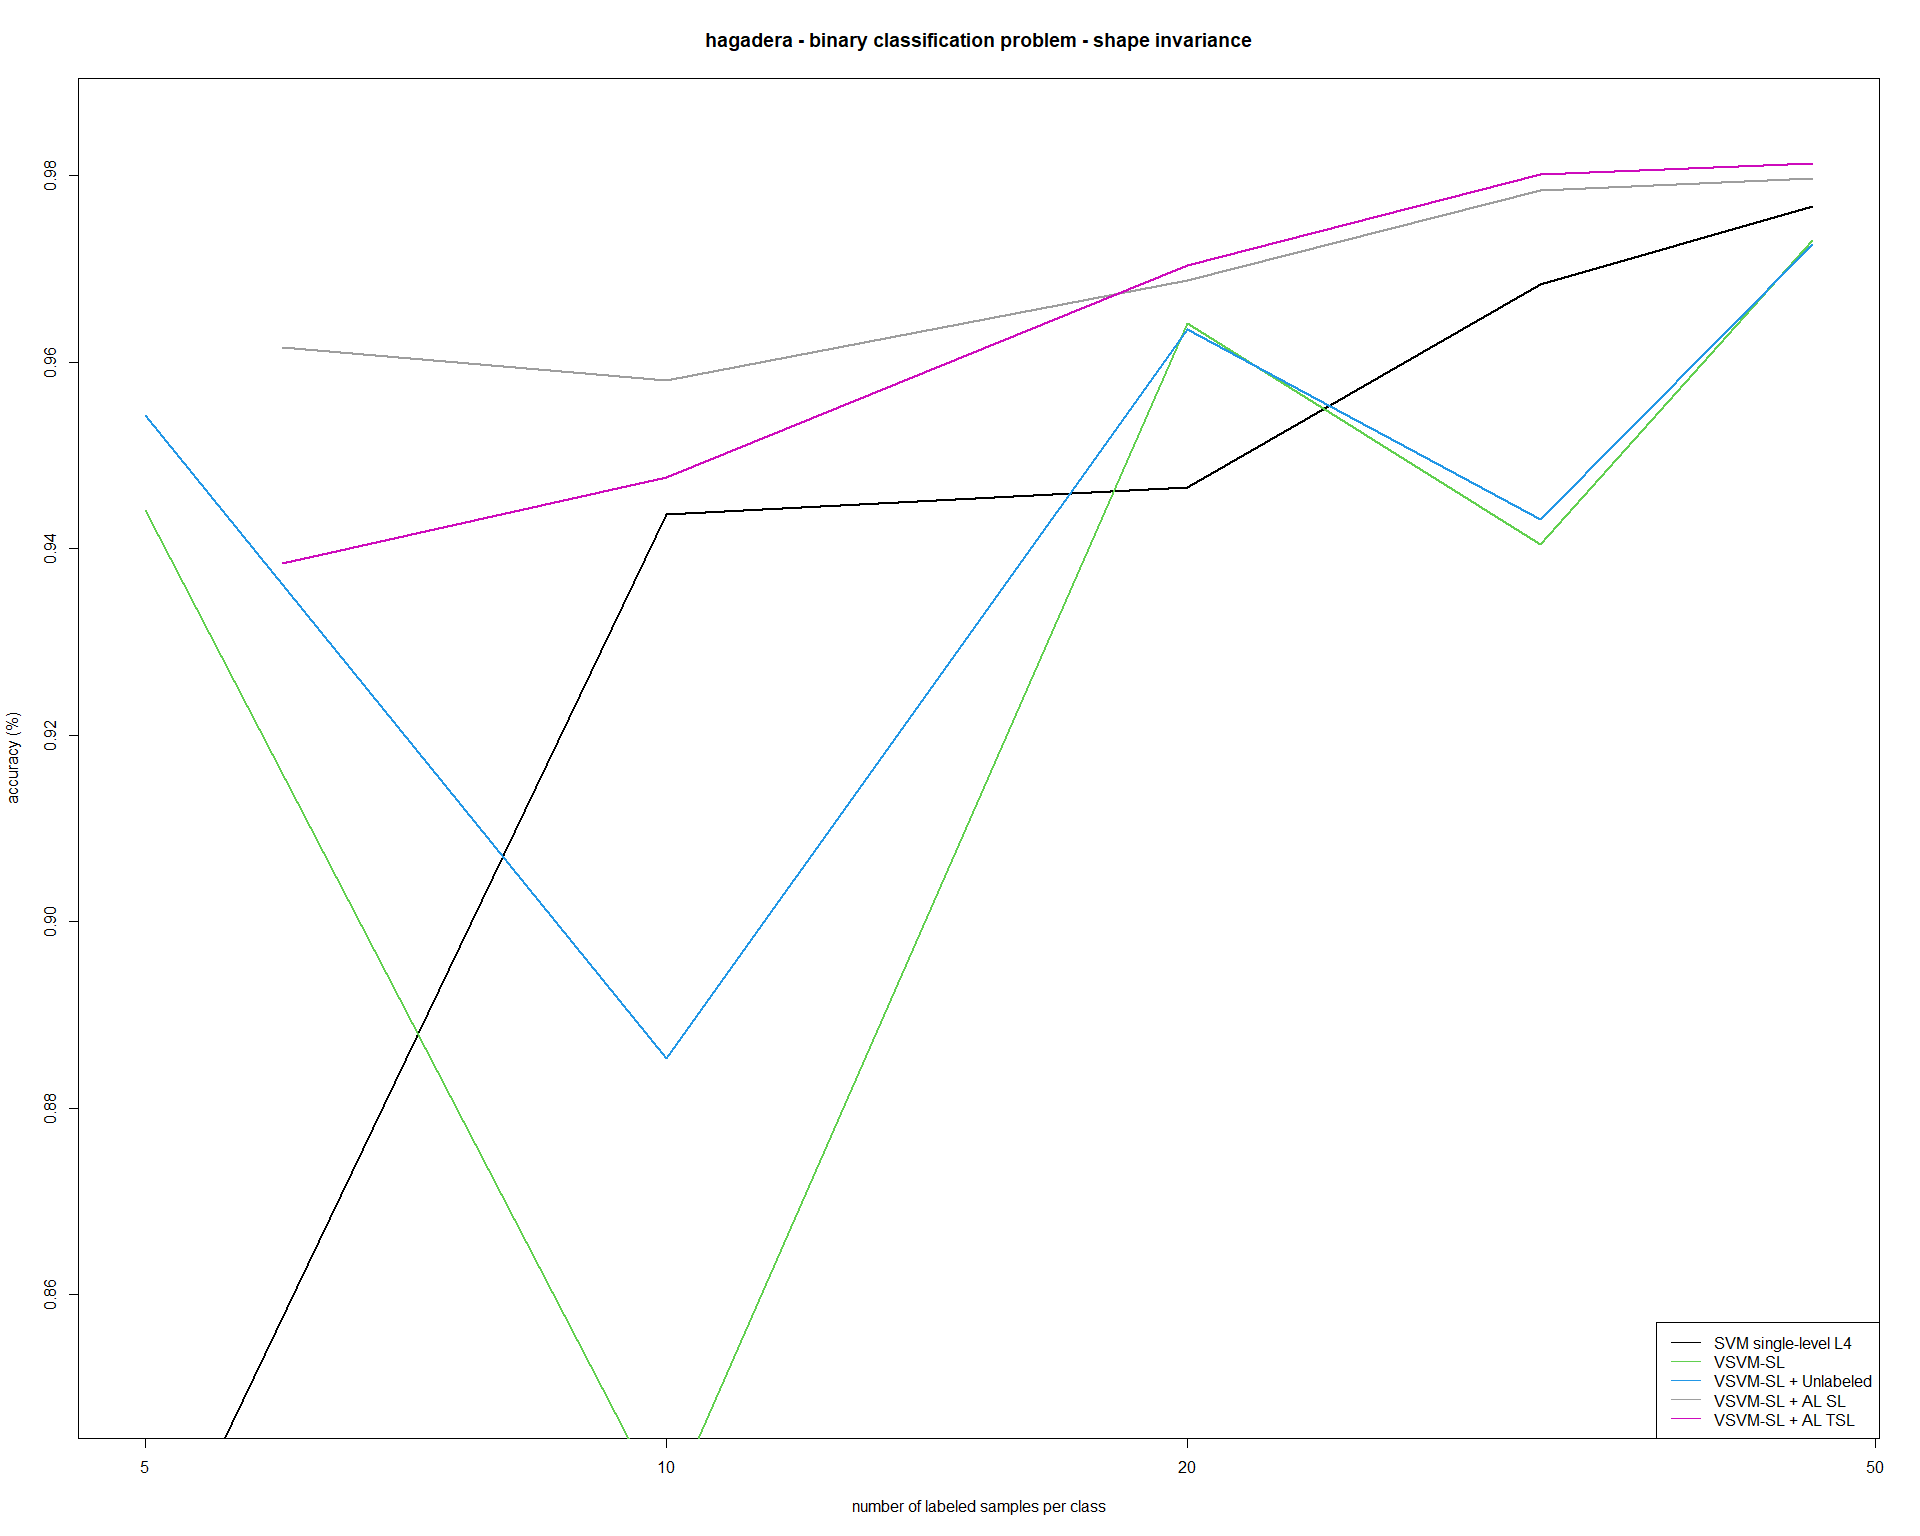 hagadera - binary classification problem - shape invariance
accuracy (%)
0.98
0.96
0.94
0.92
0.90
0.88
0.86
5
10
20
50
number of labeled samples per class
SVM single-level L4
VSVM-SL
VSVM-SL + Unlabeled
VSVM-SL + AL SL
VSVM-SL + AL TSL